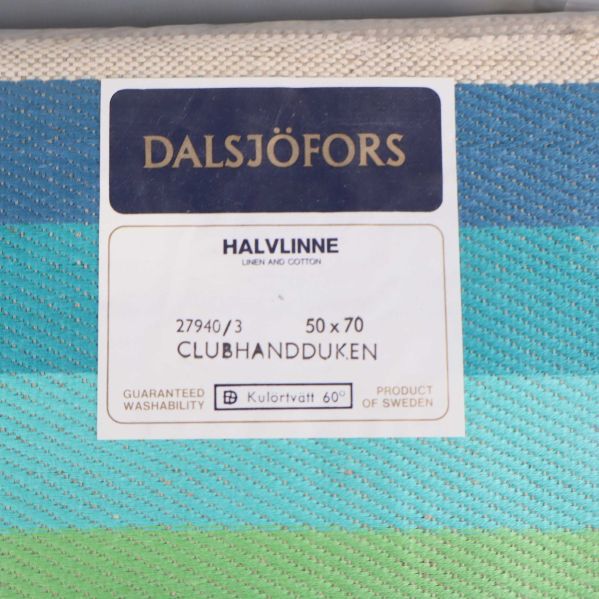 DALSJÖFORS
HALVLINNE
LINEN AND COTTON
27940/3 50 x 70
CLUBHANDDUKEN
GUARANTEED WASHABILITY
Kulörtvätt 60°
PRODUCT OF SWEDEN